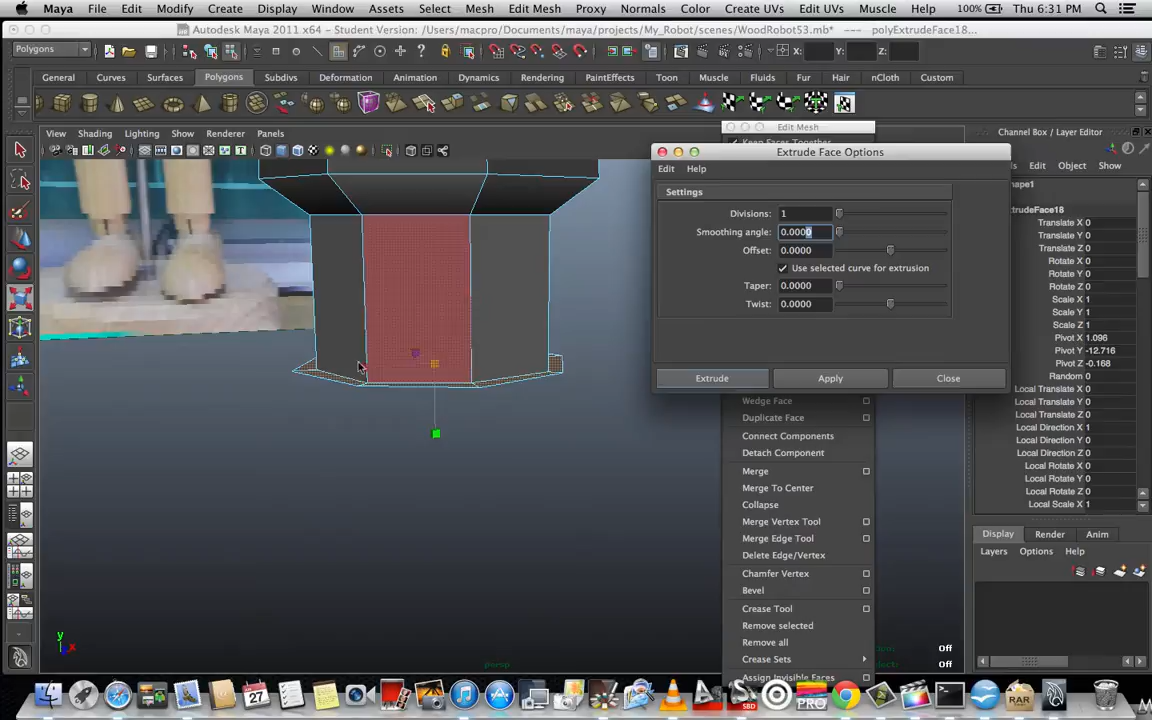 Maya File Edit Modify Create Display Window Assets Select Mesh Edit Mesh Proxy Normals Color Create UVs Edit UVs Muscle Help 100% Thu 6:31 PM
Autodesk Maya 2011 x64 - Student Version: /Users/macpro/Documents/maya/projects/My_Robot/scenes/WoodRobot53.mb* --- polyExtrudeFace18...
Polygons X: Y: Z:
General Curves Surfaces Polygons Subdivs Deformation Animation Dynamics Rendering PaintEffects Toon Muscle Fluids Fur Hair nCloth Custom
View Shading Lighting Show Renderer Panels
Edit Mesh
Keep Faces Together
Extrude Face Options
Edit Help
Settings
Divisions: 1
Smoothing angle: 0.0000
Offset: 0.0000
Use selected curve for extrusion
Taper: 0.0000
Twist: 0.0000
Extrude Apply Close
Wedge Face
Duplicate Face
Connect Components
Detach Component
Merge
Merge To Center
Collapse
Merge Vertex Tool
Merge Edge Tool
Delete Edge/Vertex
Chamfer Vertex
Bevel
Crease Tool
Remove selected
Remove all
Crease Sets
Assign Invisible Faces
Channel Box / Layer Editor
Edit Object Show
hape1
trudeFace18
Translate X 0
Translate Y 0
Translate Z 0
Rotate X 0
Rotate Y 0
Rotate Z 0
Scale X 1
Scale Y 1
Scale Z 1
Pivot X 1.096
Pivot Y -12.716
Pivot Z -0.168
Random 0
Local Translate X 0
Local Translate Y 0
Local Translate Z 0
Local Direction X 0
Local Direction Y 0
Local Direction Z 0
Local Rotate X 0
Local Rotate Y 0
Local Rotate Z 0
Local Scale X 1
Display Render Anim
Layers Options Help
Off
Off
persp
y
x